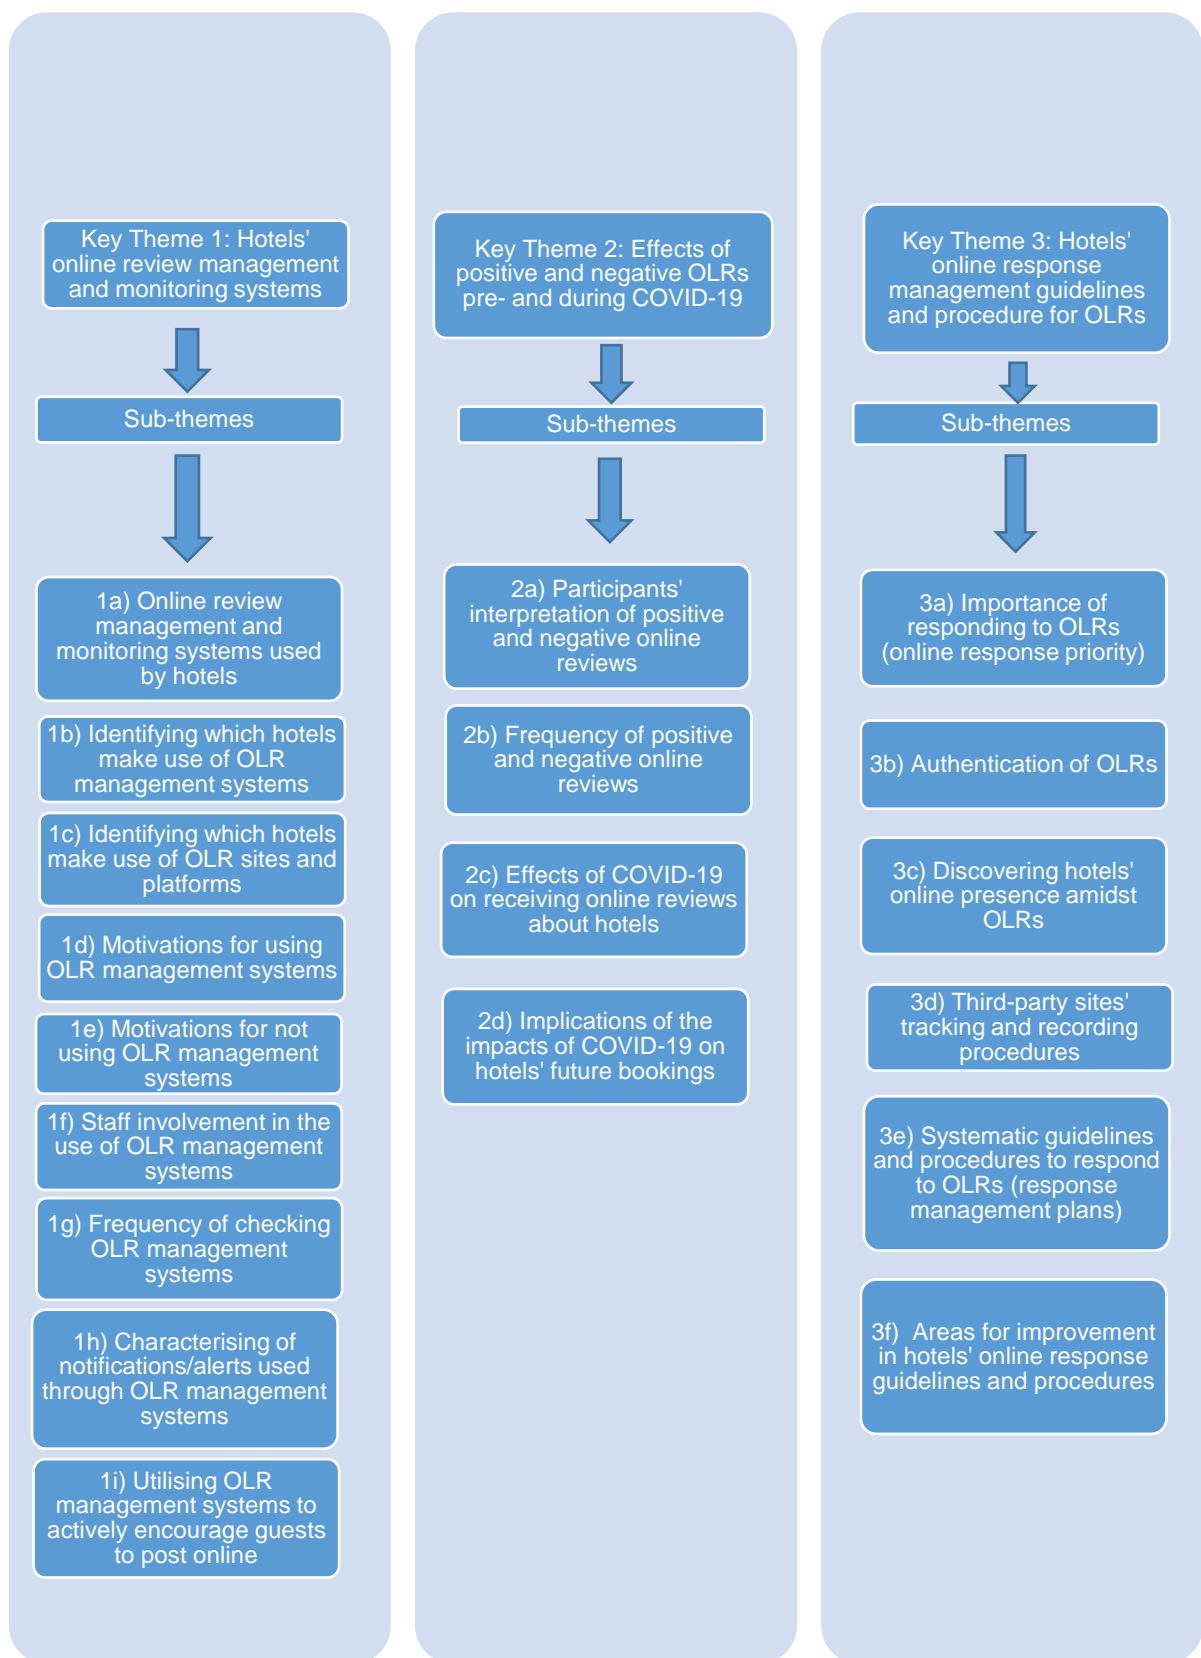 Key Theme 1: Hotels'
online review management
and monitoring systems
Sub-themes
1a) Online review
management and
monitoring systems used
by hotels
1b) Identifying which hotels
make use of OLR
management systems
1c) Identifying which hotels
make use of OLR sites and
platforms
1d) Motivations for using
OLR management systems
1e) Motivations for not
using OLR management
systems
1f) Staff involvement in the
use of OLR management
systems
1g) Frequency of checking
OLR management
systems
1h) Characterising of
notifications/alerts used
through OLR management
systems
1i) Utilising OLR
management systems to
actively encourage guests
to post online
Key Theme 2: Effects of
positive and negative OLRs
pre- and during COVID-19
Sub-themes
2a) Participants'
interpretation of positive
and negative online
reviews
2b) Frequency of positive
and negative online
reviews
2c) Effects of COVID-19
on receiving online reviews
about hotels
2d) Implications of the
impacts of COVID-19 on
hotels' future bookings
Key Theme 3: Hotels'
online response
management guidelines
and procedure for OLRs
Sub-themes
3a) Importance of
responding to OLRs
(online response priority)
3b) Authentication of OLRs
3c) Discovering hotels'
online presence amidst
OLRs
3d) Third-party sites'
tracking and recording
procedures
3e) Systematic guidelines
and procedures to respond
to OLRs (response
management plans)
3f)  Areas for improvement
in hotels' online response
guidelines and procedures